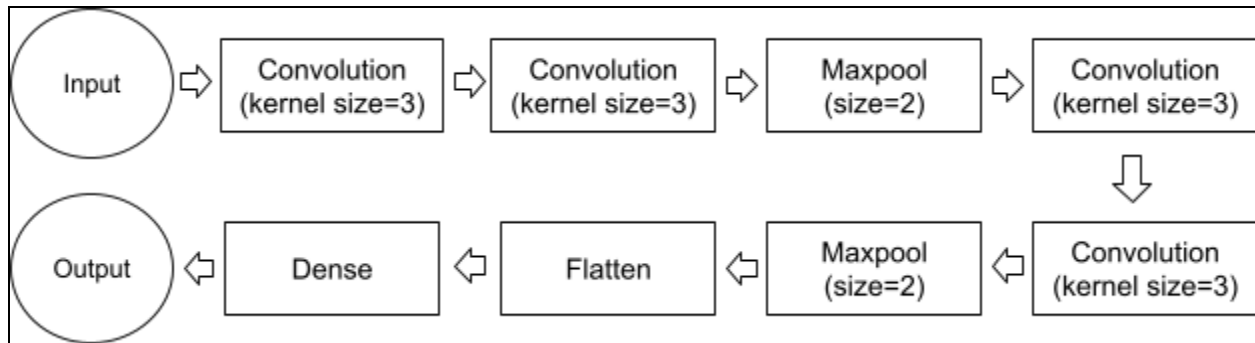 Input
Convolution
(kernel size=3)
Convolution
(kernel size=3)
Maxpool
(size=2)
Convolution
(kernel size=3)
Convolution
(kernel size=3)
Maxpool
(size=2)
Flatten
Dense
Output